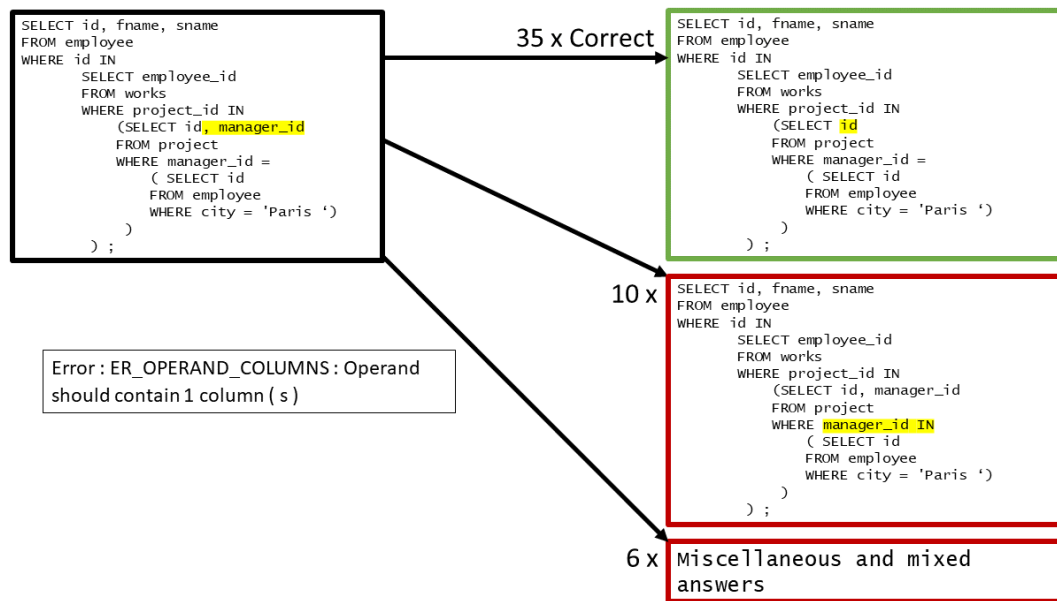 SELECT id, fname, sname
FROM employee
WHERE id IN
SELECT employee_id
FROM works
WHERE project_id IN
(SELECT id, manager_id
FROM project
WHERE manager_id =
( SELECT id
FROM employee
WHERE city = 'Paris ‘)
)
) ;
Error : ER_OPERAND_COLUMNS : Operand
should contain 1 column ( s )
35 x Correct
SELECT id, fname, sname
FROM employee
WHERE id IN
SELECT employee_id
FROM works
WHERE project_id IN
(SELECT id
FROM project
WHERE manager_id =
( SELECT id
FROM employee
WHERE city = 'Paris ‘)
)
) ;
10 x
SELECT id, fname, sname
FROM employee
WHERE id IN
SELECT employee_id
FROM works
WHERE project_id IN
(SELECT id, manager_id
FROM project
WHERE manager_id IN
( SELECT id
FROM employee
WHERE city = 'Paris ‘)
)
) ;
6 x
Miscellaneous and mixed
answers